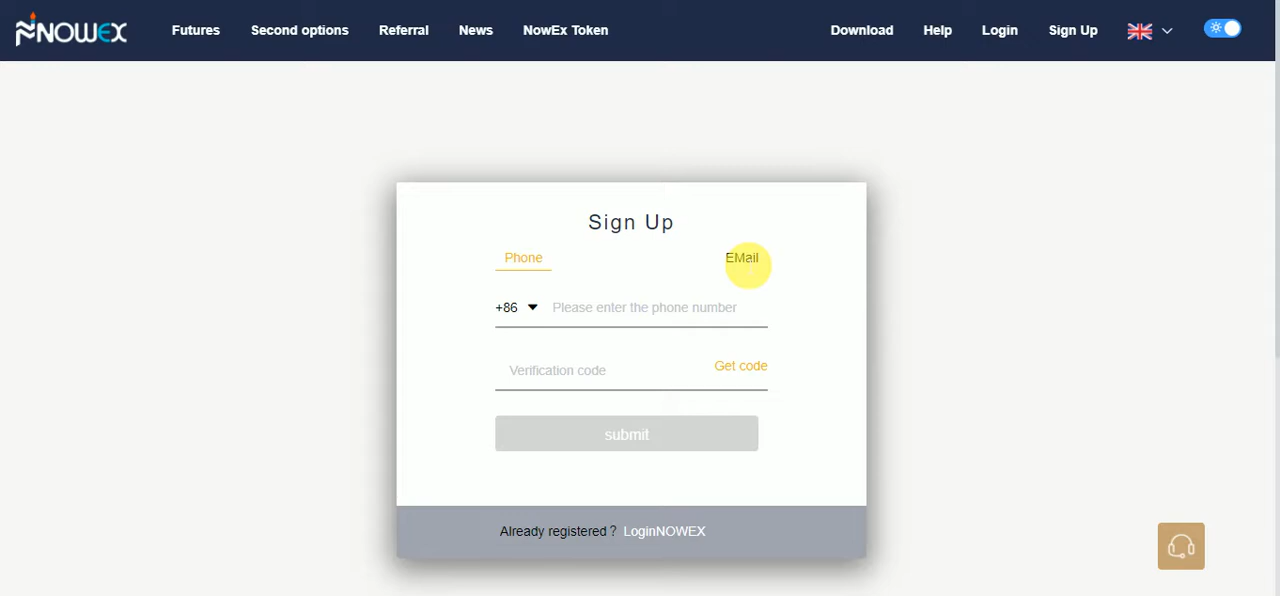 NOWEX Futures Second options Referral News NowEx Token Download Help Login Sign Up
Sign Up
Phone EMail
+86 Please enter the phone number
Verification code Get code
submit
Already registered？ LoginNOWEX